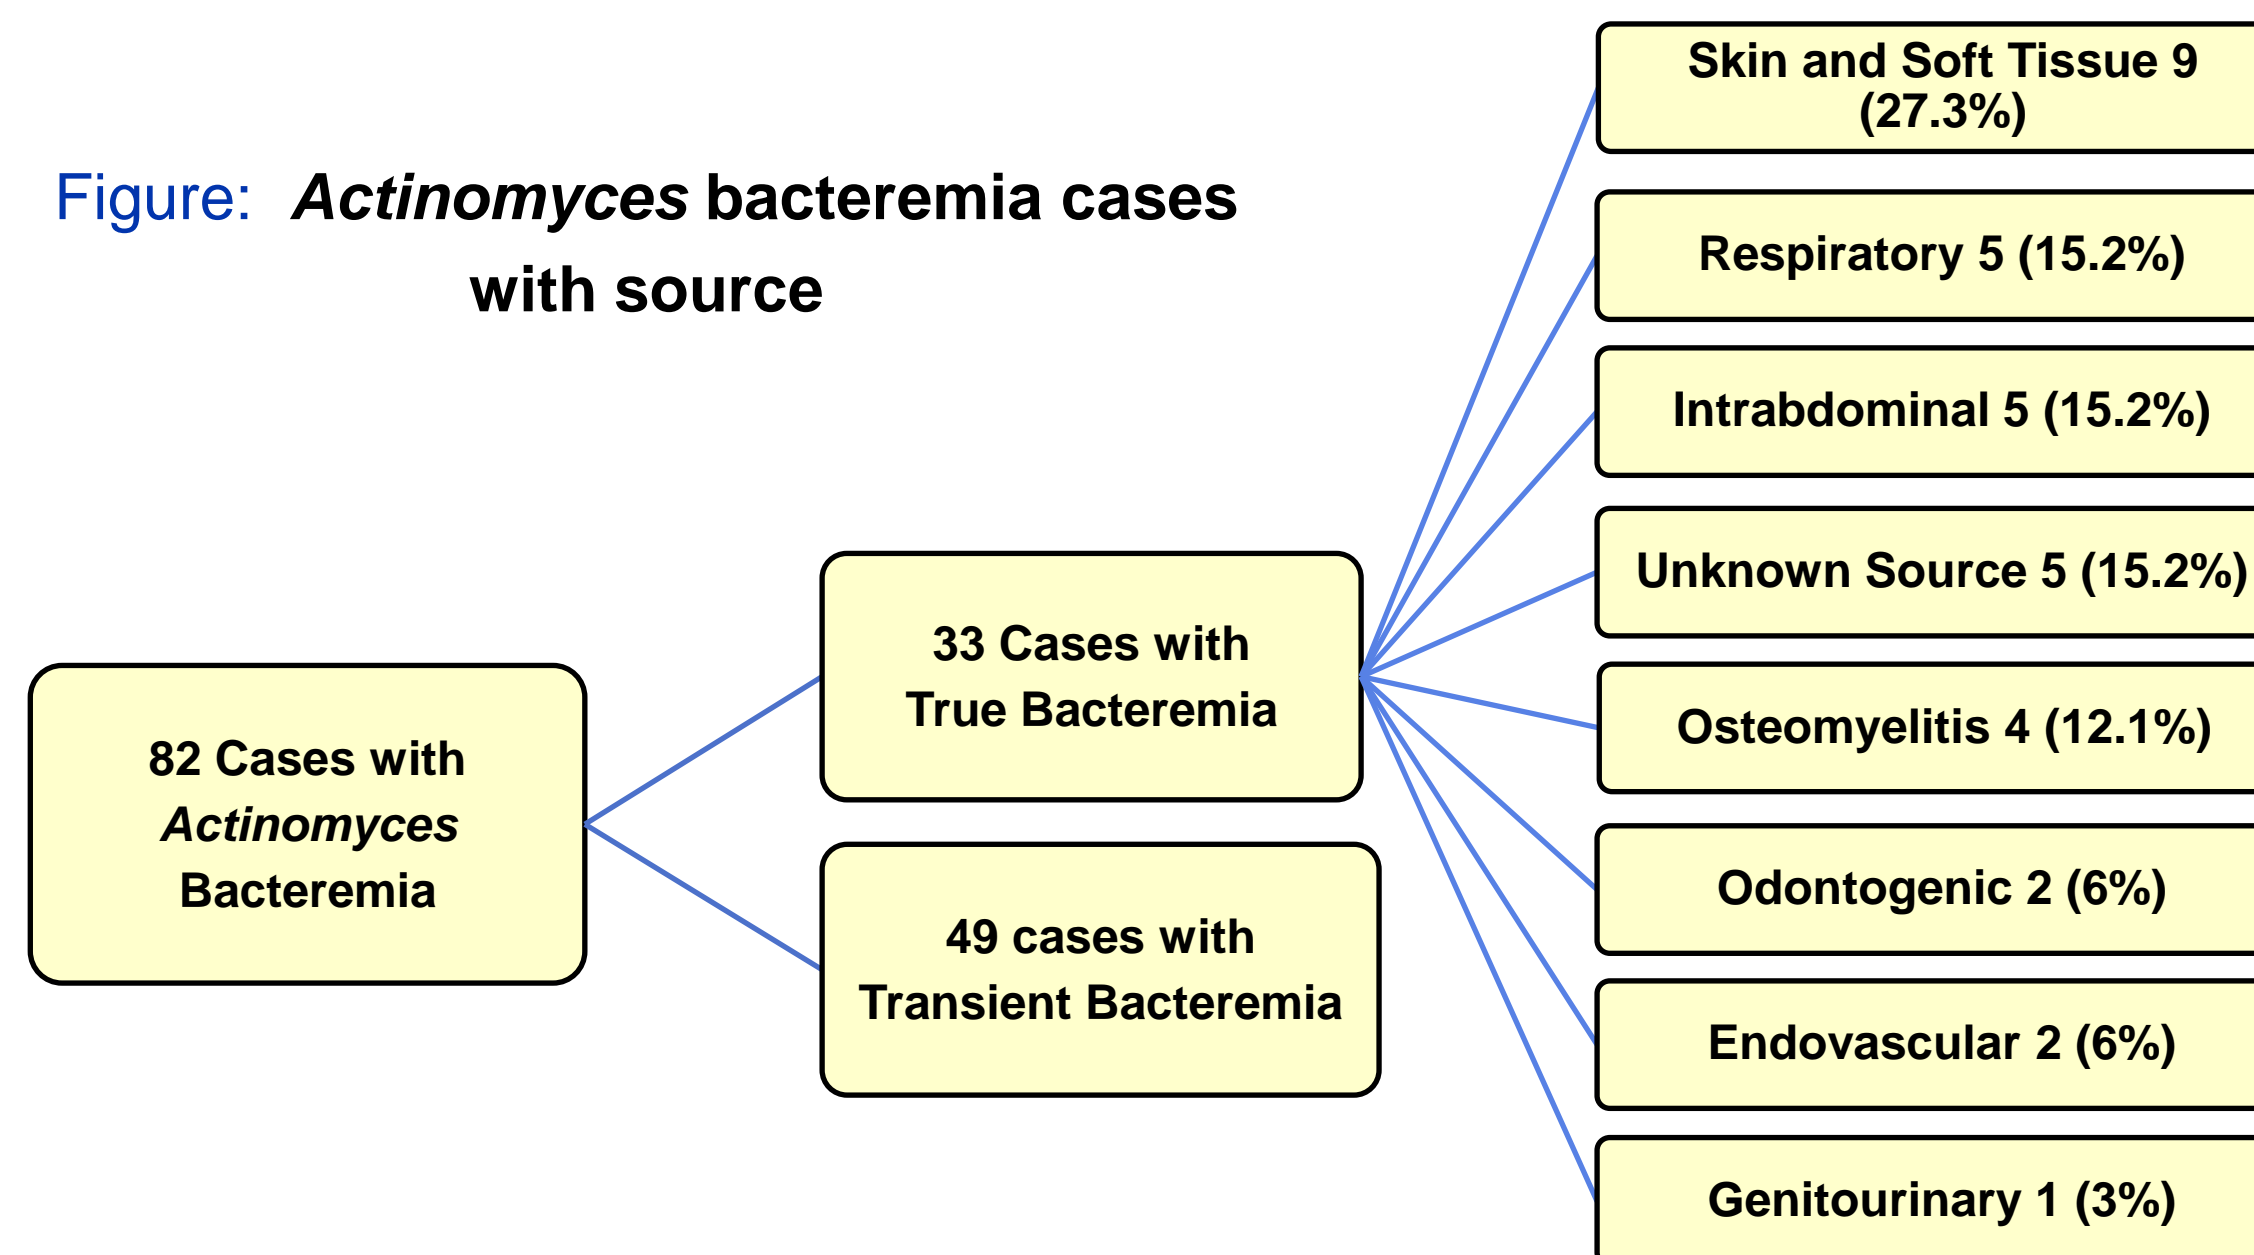 Figure: Actinomyces bacteremia cases
with source
82 Cases with
Actinomyces
Bacteremia
33 Cases with
True Bacteremia
49 cases with
Transient Bacteremia
Skin and Soft Tissue 9
(27.3%)
Respiratory 5 (15.2%)
Intrabdominal 5 (15.2%)
Unknown Source 5 (15.2%)
Osteomyelitis 4 (12.1%)
Odontogenic 2 (6%)
Endovascular 2 (6%)
Genitourinary 1 (3%)